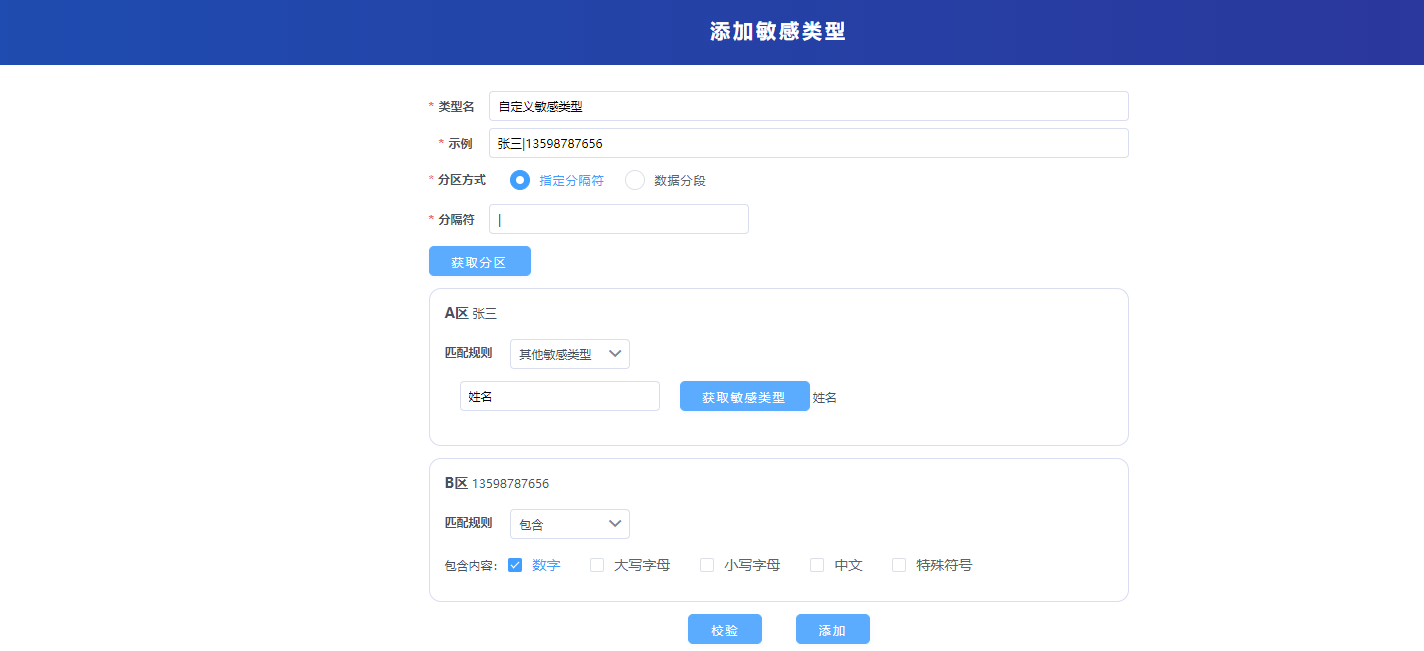 添加敏感类型
* 类型名 自定义敏感类型
* 示例 张三|13598787656
* 分区方式 指定分隔符 数据分段
* 分隔符 |
获取分区
A区 张三
匹配规则 其他敏感类型
姓名 获取敏感类型 姓名
B区 13598787656
匹配规则 包含
包含内容: 数字 大写字母 小写字母 中文 特殊符号
校验 添加